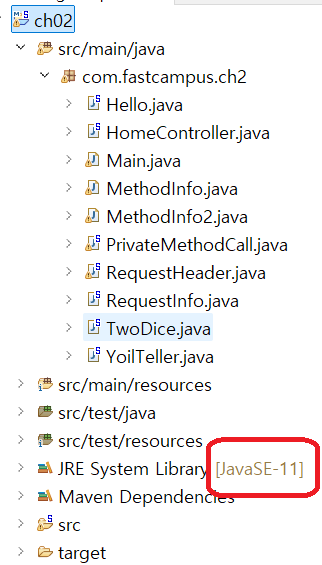 ch02
src/main/java
com.fastcampus.ch2
Hello.java
HomeController.java
Main.java
MethodInfo.java
MethodInfo2.java
PrivateMethodCall.java
RequestHeader.java
RequestInfo.java
TwoDice.java
YoilTeller.java
src/main/resources
src/test/java
src/test/resources
JRE System Library [JavaSE-11]
Maven Dependencies
src
target